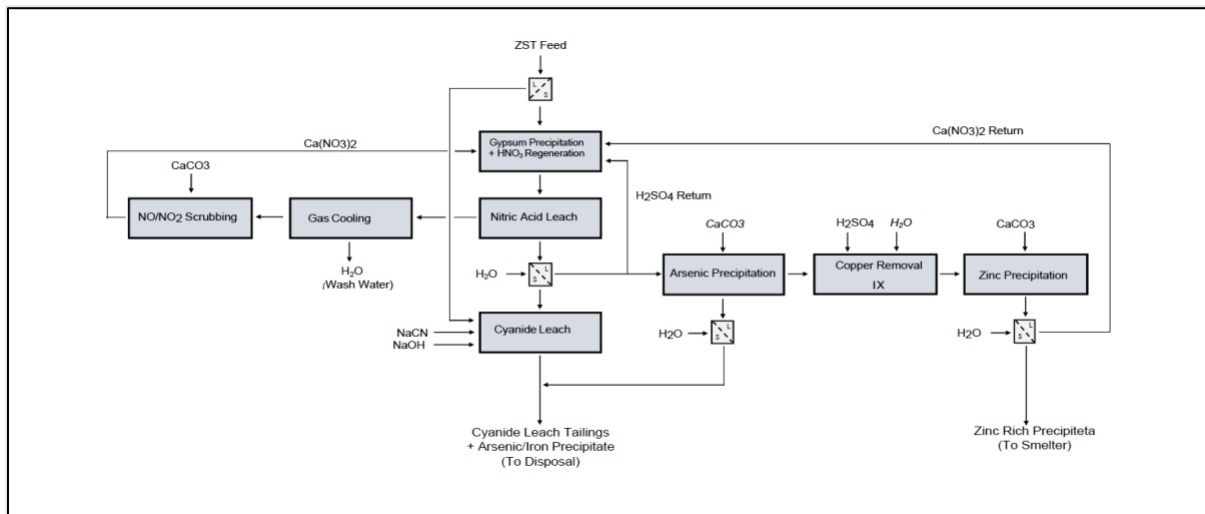 ZST Feed
L
S
Ca(NO3)2
Ca(NO3)2 Return
Gypsum Precipitation
+ HNO3 Regeneration
CaCO3
H2SO4 Return
NO/NO2 Scrubbing
Gas Cooling
Nitric Acid Leach
CaCO3
H2SO4
H2O
CaCO3
H2O
(Wash Water)
H2O
L
S
Arsenic Precipitation
Copper Removal
IX
Zinc Precipitation
NaCN
NaOH
Cyanide Leach
H2O
L
S
H2O
L
S
Cyanide Leach Tailings
+ Arsenic/Iron Precipitate
(To Disposal)
Zinc Rich Precipiteta
(To Smelter)